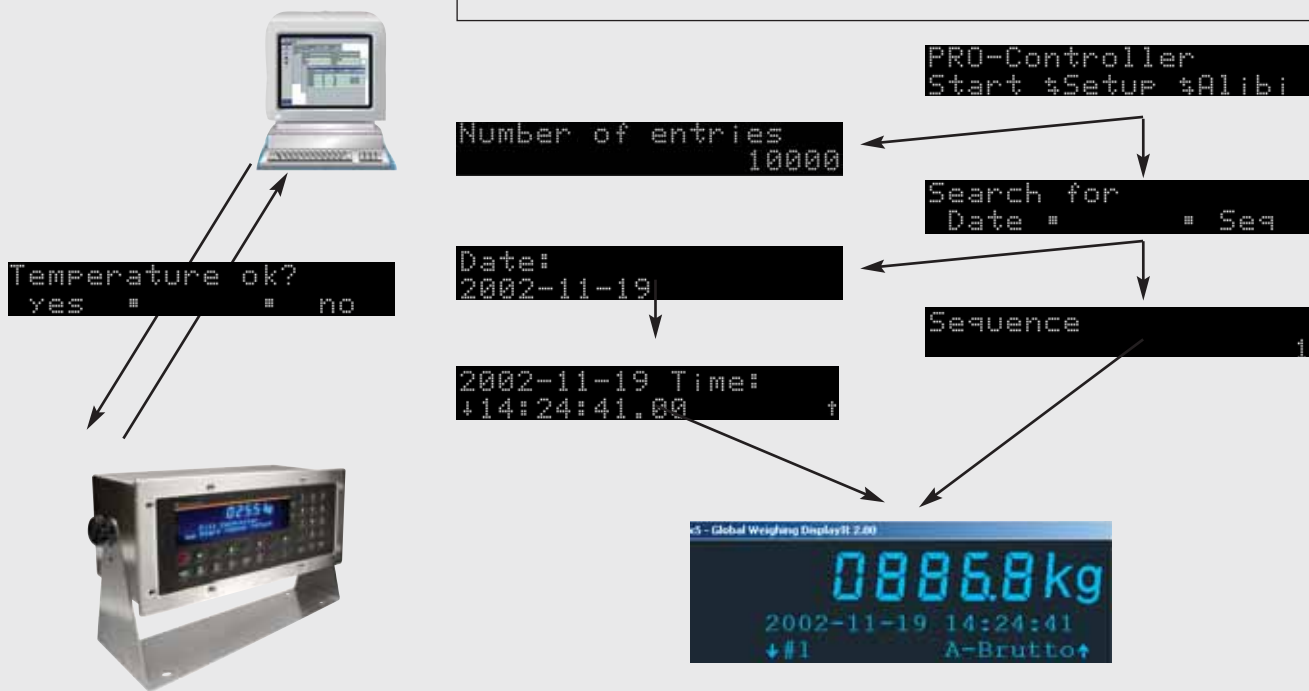 PRO-Controller
Start ↕Setup ↕Alibi
Number of entries
10000
Search for
Date ▪ ▪ Seq
Temperature ok?
yes ▪ ▪ no
Date:
2002-11-19
Sequence
1
2002-11-19 Time:
↓14:24:41.00 ↑
x5 - Global Weighing DisplayIt 2.00
0886.8kg
2002-11-19 14:24:41
↓#1 A-Brutto↑